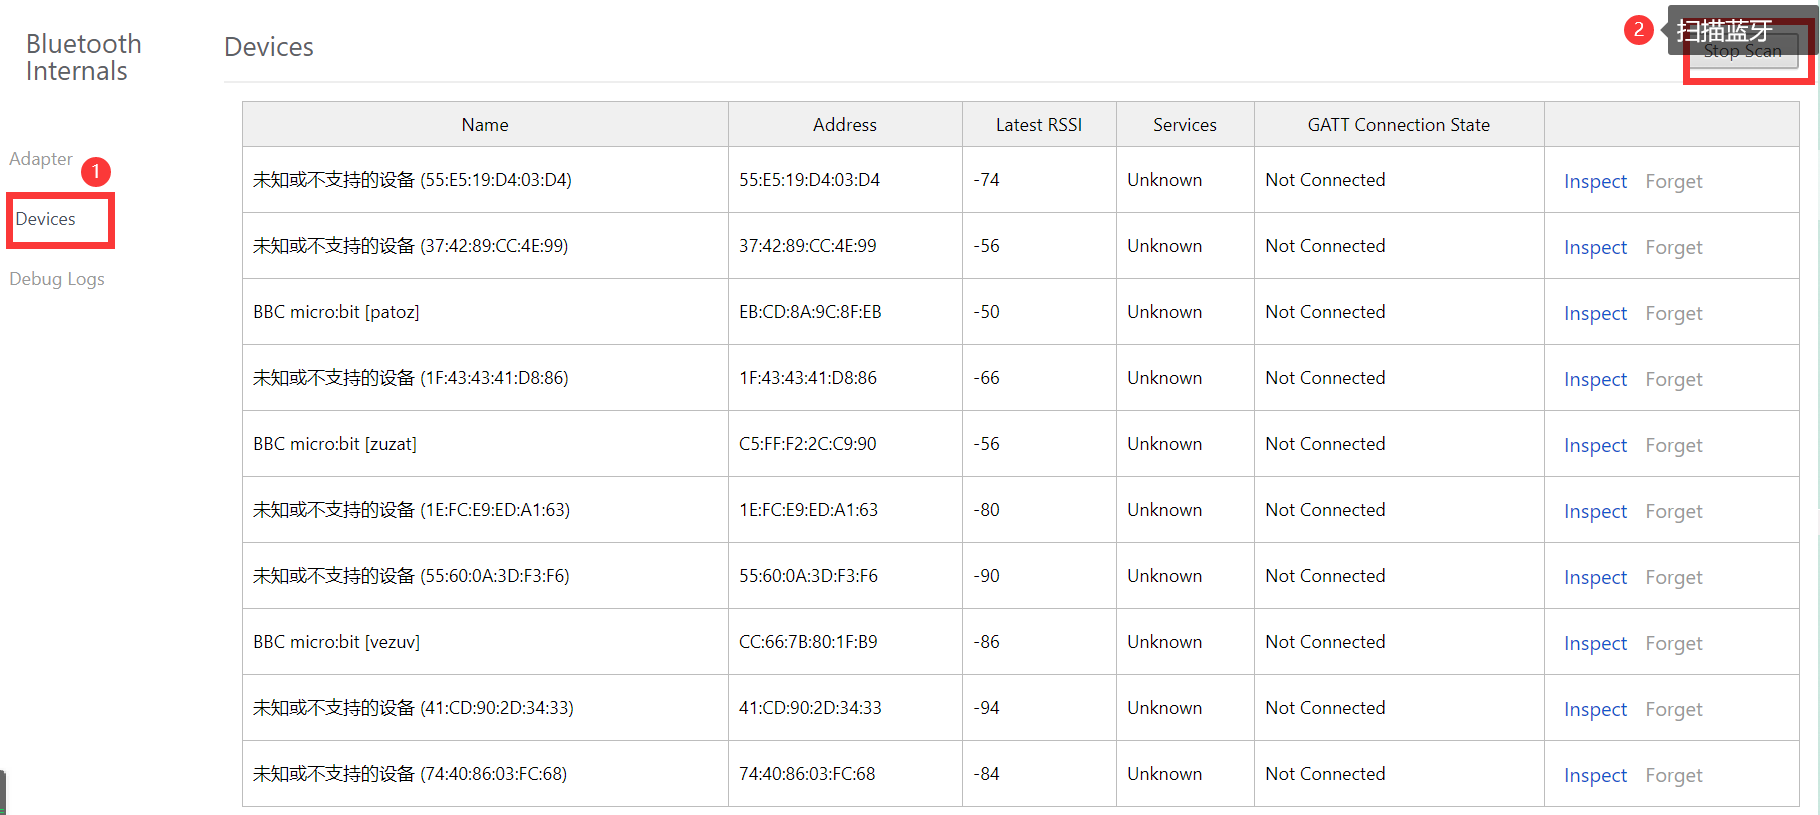 Bluetooth
Internals
Devices
2
扫描蓝牙
Stop Scan
Adapter
1
Devices
Debug Logs
Name Address Latest RSSI Services GATT Connection State
未知或不支持的设备 (55:E5:19:D4:03:D4) 55:E5:19:D4:03:D4 -74 Unknown Not Connected Inspect Forget
未知或不支持的设备 (37:42:89:CC:4E:99) 37:42:89:CC:4E:99 -56 Unknown Not Connected Inspect Forget
BBC micro:bit [patoz] EB:CD:8A:9C:8F:EB -50 Unknown Not Connected Inspect Forget
未知或不支持的设备 (1F:43:43:41:D8:86) 1F:43:43:41:D8:86 -66 Unknown Not Connected Inspect Forget
BBC micro:bit [zuzat] C5:FF:F2:2C:C9:90 -56 Unknown Not Connected Inspect Forget
未知或不支持的设备 (1E:FC:E9:ED:A1:63) 1E:FC:E9:ED:A1:63 -80 Unknown Not Connected Inspect Forget
未知或不支持的设备 (55:60:0A:3D:F3:F6) 55:60:0A:3D:F3:F6 -90 Unknown Not Connected Inspect Forget
BBC micro:bit [vezuv] CC:66:7B:80:1F:B9 -86 Unknown Not Connected Inspect Forget
未知或不支持的设备 (41:CD:90:2D:34:33) 41:CD:90:2D:34:33 -94 Unknown Not Connected Inspect Forget
未知或不支持的设备 (74:40:86:03:FC:68) 74:40:86:03:FC:68 -84 Unknown Not Connected Inspect Forget